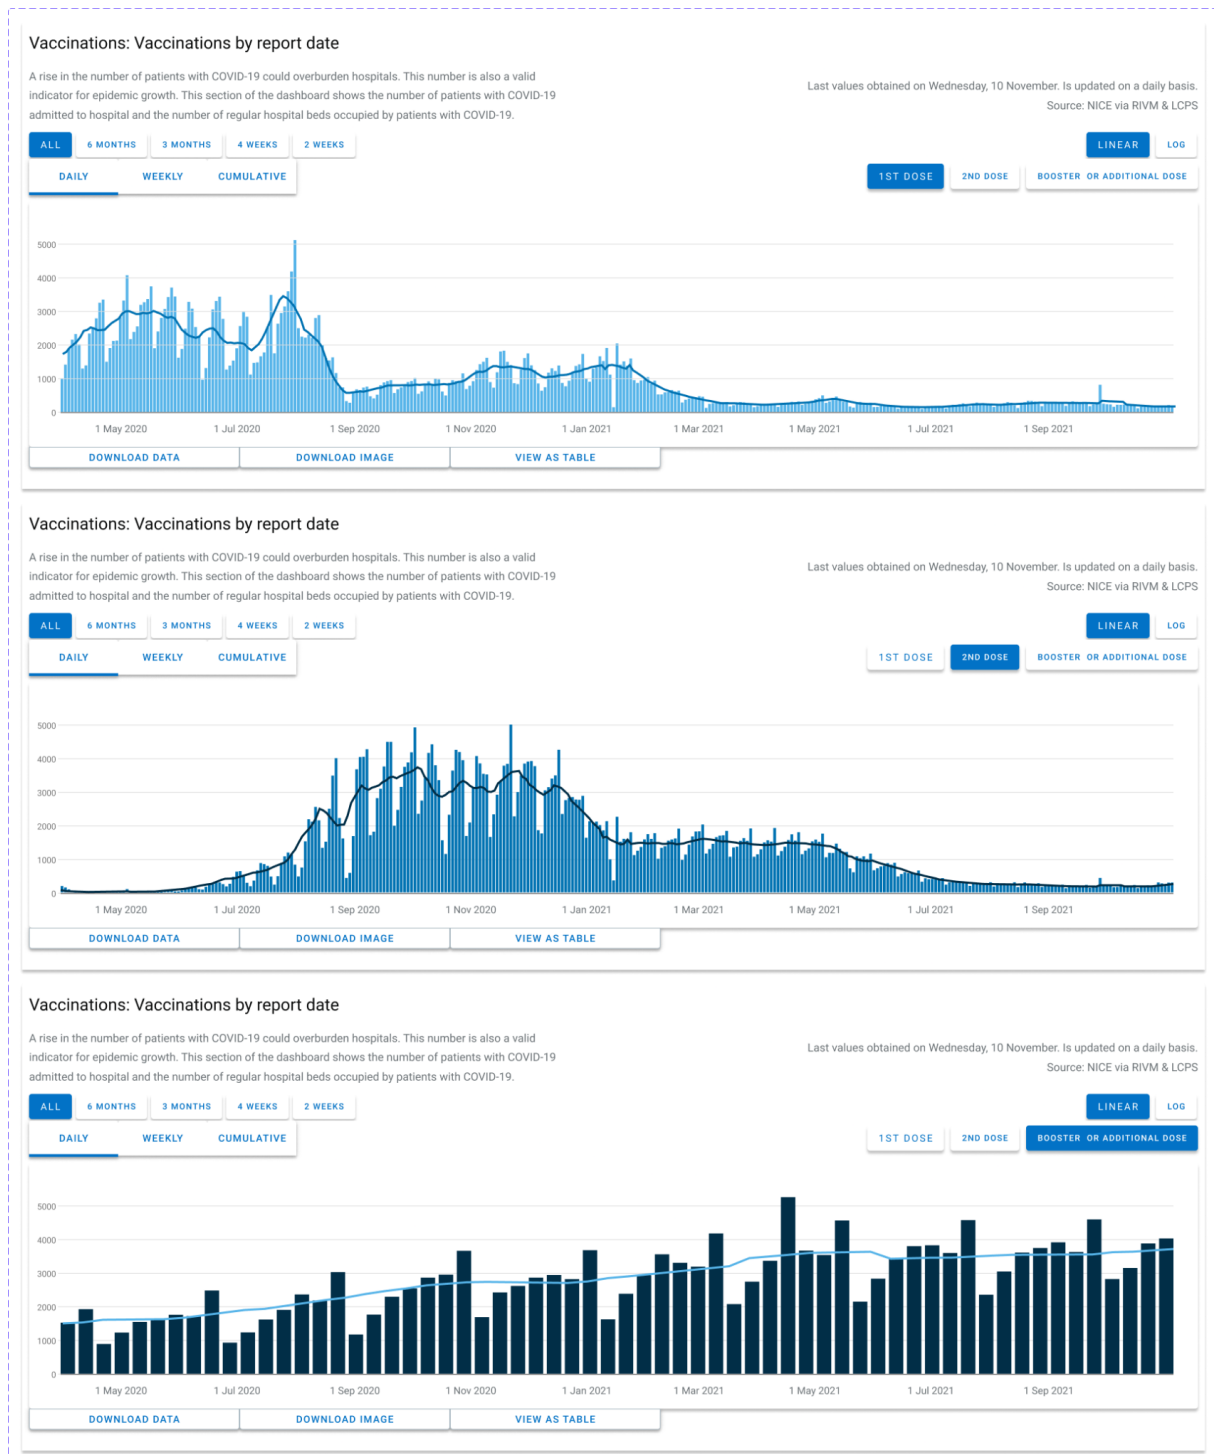 Vaccinations: Vaccinations by report date
A rise in the number of patients with COVID-19 could overburden hospitals. This number is also a valid
indicator for epidemic growth. This section of the dashboard shows the number of patients with COVID-19
admitted to hospital and the number of regular hospital beds occupied by patients with COVID-19.
Last values obtained on Wednesday, 10 November. Is updated on a daily basis.
Source: NICE via RIVM & LCPS
ALL 6 MONTHS 3 MONTHS 4 WEEKS 2 WEEKS LINEAR LOG
DAILY WEEKLY CUMULATIVE 1ST DOSE 2ND DOSE BOOSTER OR ADDITIONAL DOSE
5000
4000
3000
2000
1000
0
1 May 2020 1 Jul 2020 1 Sep 2020 1 Nov 2020 1 Jan 2021 1 Mar 2021 1 May 2021 1 Jul 2021 1 Sep 2021
DOWNLOAD DATA DOWNLOAD IMAGE VIEW AS TABLE
Vaccinations: Vaccinations by report date
A rise in the number of patients with COVID-19 could overburden hospitals. This number is also a valid
indicator for epidemic growth. This section of the dashboard shows the number of patients with COVID-19
admitted to hospital and the number of regular hospital beds occupied by patients with COVID-19.
Last values obtained on Wednesday, 10 November. Is updated on a daily basis.
Source: NICE via RIVM & LCPS
ALL 6 MONTHS 3 MONTHS 4 WEEKS 2 WEEKS LINEAR LOG
DAILY WEEKLY CUMULATIVE 1ST DOSE 2ND DOSE BOOSTER OR ADDITIONAL DOSE
5000
4000
3000
2000
1000
0
1 May 2020 1 Jul 2020 1 Sep 2020 1 Nov 2020 1 Jan 2021 1 Mar 2021 1 May 2021 1 Jul 2021 1 Sep 2021
DOWNLOAD DATA DOWNLOAD IMAGE VIEW AS TABLE
Vaccinations: Vaccinations by report date
A rise in the number of patients with COVID-19 could overburden hospitals. This number is also a valid
indicator for epidemic growth. This section of the dashboard shows the number of patients with COVID-19
admitted to hospital and the number of regular hospital beds occupied by patients with COVID-19.
Last values obtained on Wednesday, 10 November. Is updated on a daily basis.
Source: NICE via RIVM & LCPS
ALL 6 MONTHS 3 MONTHS 4 WEEKS 2 WEEKS LINEAR LOG
DAILY WEEKLY CUMULATIVE 1ST DOSE 2ND DOSE BOOSTER OR ADDITIONAL DOSE
5000
4000
3000
2000
1000
0
1 May 2020 1 Jul 2020 1 Sep 2020 1 Nov 2020 1 Jan 2021 1 Mar 2021 1 May 2021 1 Jul 2021 1 Sep 2021
DOWNLOAD DATA DOWNLOAD IMAGE VIEW AS TABLE